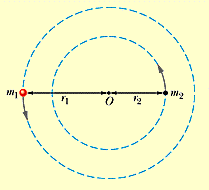 m₁ r₁ O r₂ m₂